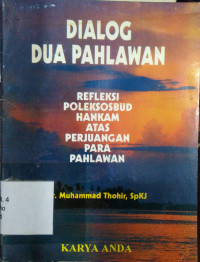 DIALOG
DUA PAHLAWAN
REFLEKSI
POLEKSOSBUD
HANKAM
ATAS
PERJUANGAN
PARA
PAHLAWAN
Muhammad Thohir, SpKJ
KARYA ANDA